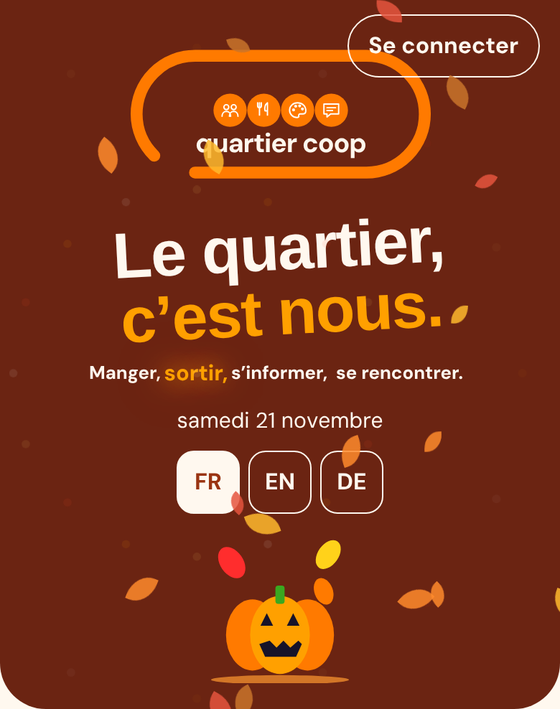 Se connecter
quartier coop
Le quartier,
c’est nous.
Manger, sortir, s’informer, se rencontrer.
samedi 21 novembre
FR EN DE